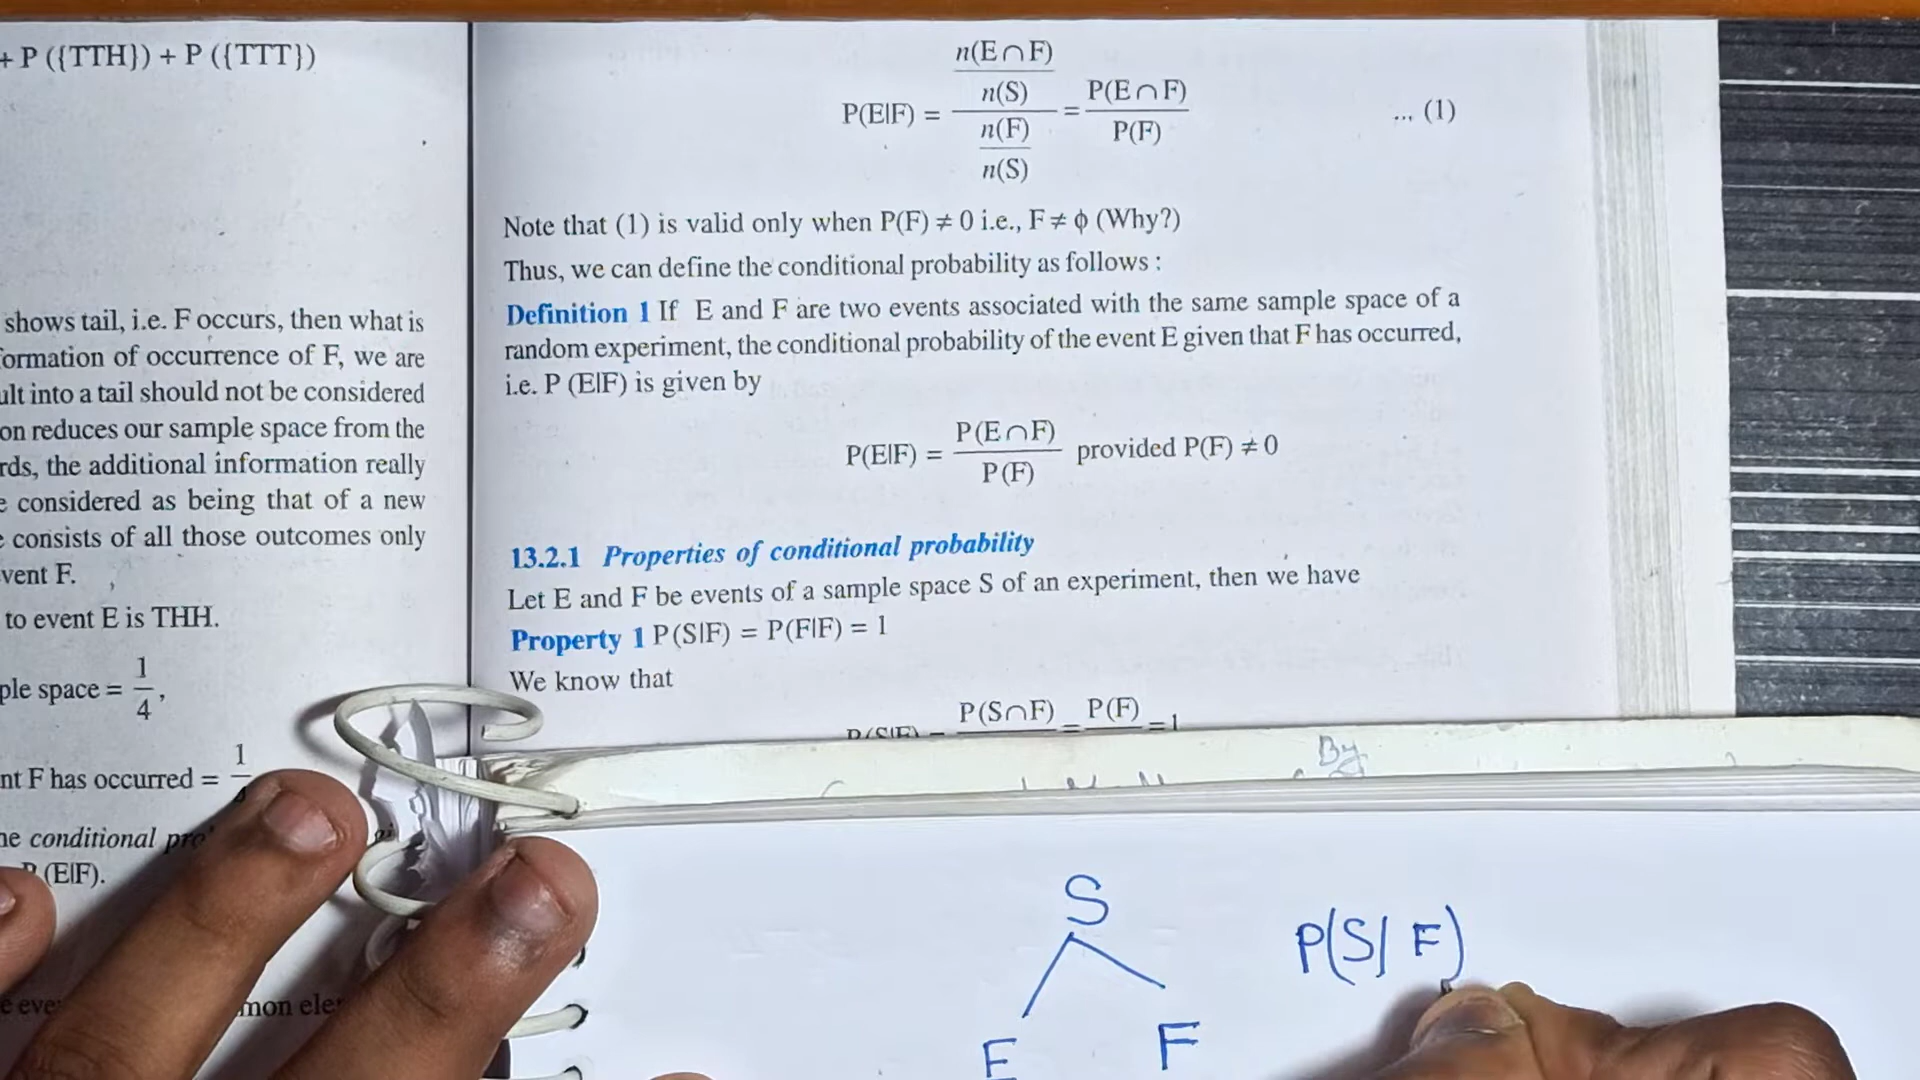 + P ({TTH}) + P ({TTT})
shows tail, i.e. F occurs, then what is
ormation of occurrence of F, we are
ult into a tail should not be considered
on reduces our sample space from the
rds, the additional information really
e considered as being that of a new
e consists of all those outcomes only
vent F.
to event E is THH.
ple space = 1/4,
nt F has occurred = 1/
he conditional pro
(E|F).
e eve
mon ele
P(E|F) = (n(E∩F)/n(S))/(n(F)/n(S)) = P(E∩F)/P(F) ... (1)
Note that (1) is valid only when P(F) ≠ 0 i.e., F ≠ ϕ (Why?)
Thus, we can define the conditional probability as follows :
Definition 1 If E and F are two events associated with the same sample space of a
random experiment, the conditional probability of the event E given that F has occurred,
i.e. P (E|F) is given by
P(E|F) = P(E∩F)/P(F) provided P(F) ≠ 0
13.2.1 Properties of conditional probability
Let E and F be events of a sample space S of an experiment, then we have
Property 1 P(S|F) = P(F|F) = 1
We know that
P(S|F) = P(S∩F) = P(F) = 1
By
S
P(S/F)
E F